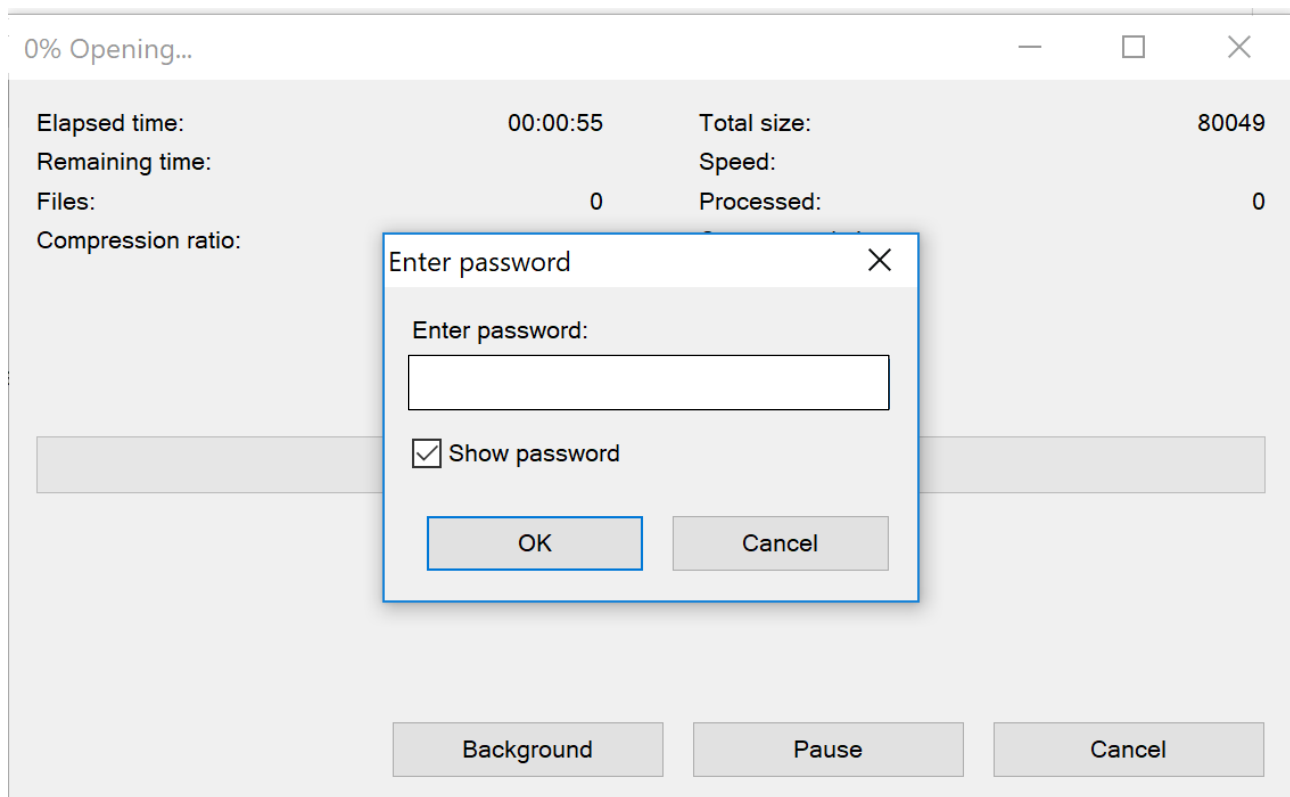 0% Opening...
Elapsed time: 00:00:55 Total size: 80049
Remaining time: Speed:
Files: 0 Processed: 0
Compression ratio:
Enter password
Enter password:
Show password
OK Cancel
Background Pause Cancel